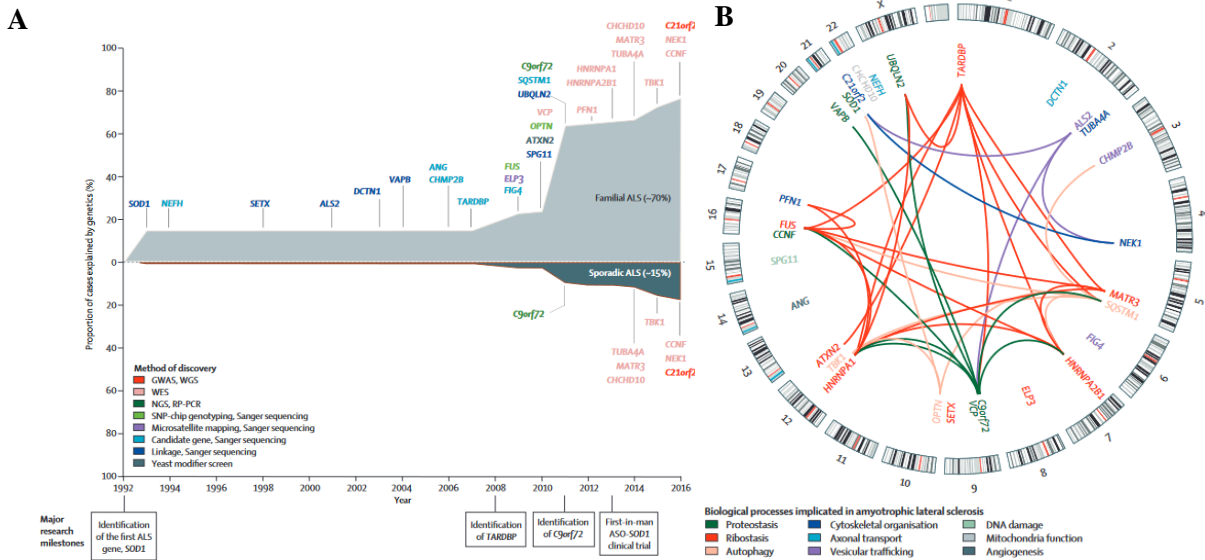 A
CHCHD10
C21orf2
MATR3
NEK1
TUBA4A
CCNF
C9orf72
HNRNPA1
SQSTM1
HNRNPA2B1
TBK1
UBQLN2
VCP
PFN1
OPTN
ATXN2
SPG11
ANG
FUS
CHMP2B
ELP3
VAPB
FIG4
DCTN1
TARDBP
SOD1
NEFH
SETX
ALS2
Familial ALS (~70%)
Sporadic ALS (~15%)
C9orf72
TBK1
TUBA4A
CCNF
MATR3
NEK1
CHCHD10
C21orf2
Proportion of cases explained by genetics (%)
100
80
60
40
20
0
20
40
60
80
100
Method of discovery
GWAS, WGS
WES
NGS, RP-PCR
SNP-chip genotyping, Sanger sequencing
Microsatellite mapping, Sanger sequencing
Candidate gene, Sanger sequencing
Linkage, Sanger sequencing
Yeast modifier screen
1992 1994 1996 1998 2000 2002 2004 2006 2008 2010 2012 2014 2016
Year
Major
research
milestones
Identification
of the first ALS
gene, SOD1
Identification
of TARDBP
Identification
of C9orf72
First-in-man
ASO-SOD1
clinical trial
B
X
2
3
4
5
6
7
8
9
10
11
12
13
14
15
16
17
18
19
20
21
22
TARDBP
DCTN1
ALS2
TUBA4A
CHMP2B
NEK1
MATR3
SQSTM1
FIG4
HNRNPA2B1
ELP3
C9orf72
VCP
SETX
OPTN
HNRNPA1
TBK1
ATXN2
ANG
SPG11
CCNF
FUS
PFN1
VAPB
SOD1
C21orf2
CHCHD10
NEFH
UBQLN2
Biological processes implicated in amyotrophic lateral sclerosis
Proteostasis
Ribostasis
Autophagy
Cytoskeletal organisation
Axonal transport
Vesicular trafficking
DNA damage
Mitochondria function
Angiogenesis